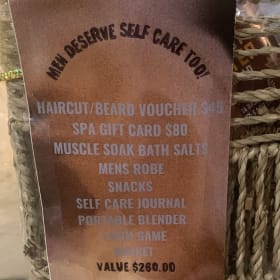 MEN DESERVE SELF CARE TOO!
HAIRCUT/BEARD VOUCHER $45
SPA GIFT CARD $80
MUSCLE SOAK BATH SALTS
MENS ROBE
SNACKS
SELF CARE JOURNAL
PORTABLE BLENDER
GAME
VALUE $260.00